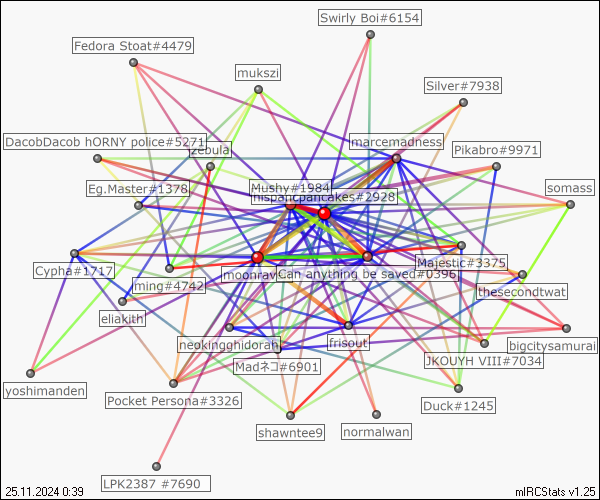 Swirly Boi#6154
Fedora Stoat#4479
mukszi
Silver#7938
DacobDacob hORNY police#5271
marcemadness
zebula
Pikabro#9971
Eg.Master#1378
Mushy#1984
somass
hispanicpancakes#2928
Cypha#1717
moonrav
Can anything be saved#0396
Majestic#3375
ming#4742
thesecondtwat
eliakith
neokingghidorah
frisout
bigcitysamurai
Madネコ#6901
JKOUYH VIII#7034
yoshimanden
Pocket Persona#3326
Duck#1245
shawntee9
normalwan
LPK2387 #7690
25.11.2024 0:39
mIRCStats v1.25